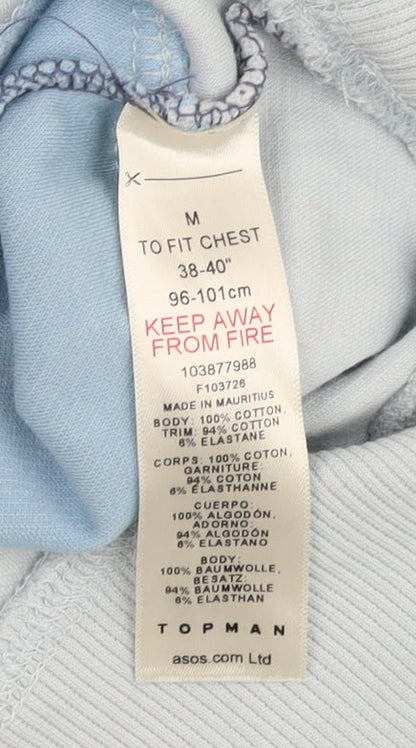 M
TO FIT CHEST
38-40"
96-101cm
KEEP AWAY
FROM FIRE
103877988
F103726
MADE IN MAURITIUS
BODY: 100% COTTON,
TRIM: 94% COTTON
6% ELASTANE
CORPS: 100% COTON,
GARNITURE:
94% COTON
6% ÉLASTHANNE
CUERPO:
100% ALGODÓN,
ADORNO:
94% ALGODÓN
6% ELASTANO
BODY:
100% BAUMWOLLE,
BESATZ:
94% BAUMWOLLE
6% ELASTHAN
TOPMAN
asos.com Ltd